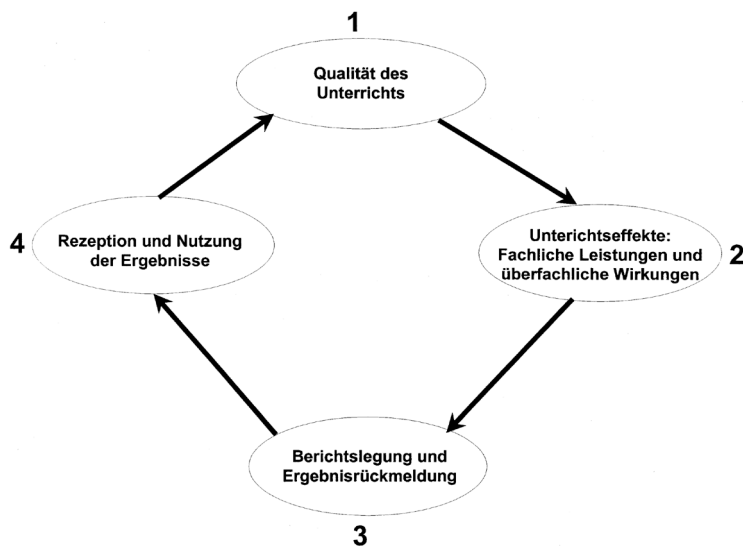 1
Qualität des
Unterrichts
4
Rezeption und Nutzung
der Ergebnisse
Unterichtseffekte:
Fachliche Leistungen und
überfachliche Wirkungen
2
Berichtslegung und
Ergebnisrückmeldung
3